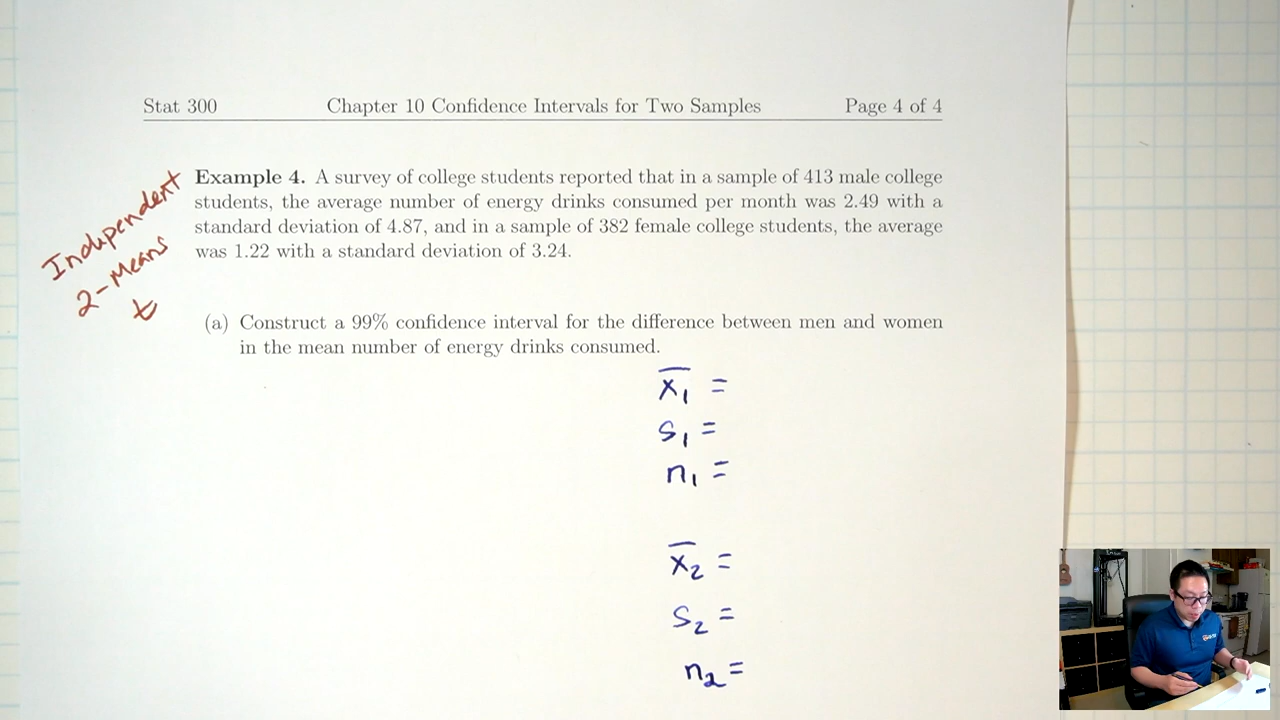 Stat 300 Chapter 10 Confidence Intervals for Two Samples Page 4 of 4
Independent
2-Means
t
Example 4. A survey of college students reported that in a sample of 413 male college
students, the average number of energy drinks consumed per month was 2.49 with a
standard deviation of 4.87, and in a sample of 382 female college students, the average
was 1.22 with a standard deviation of 3.24.
(a) Construct a 99% confidence interval for the difference between men and women
in the mean number of energy drinks consumed.
x̄₁ =
s₁ =
n₁ =
x̄₂ =
s₂ =
n₂ =